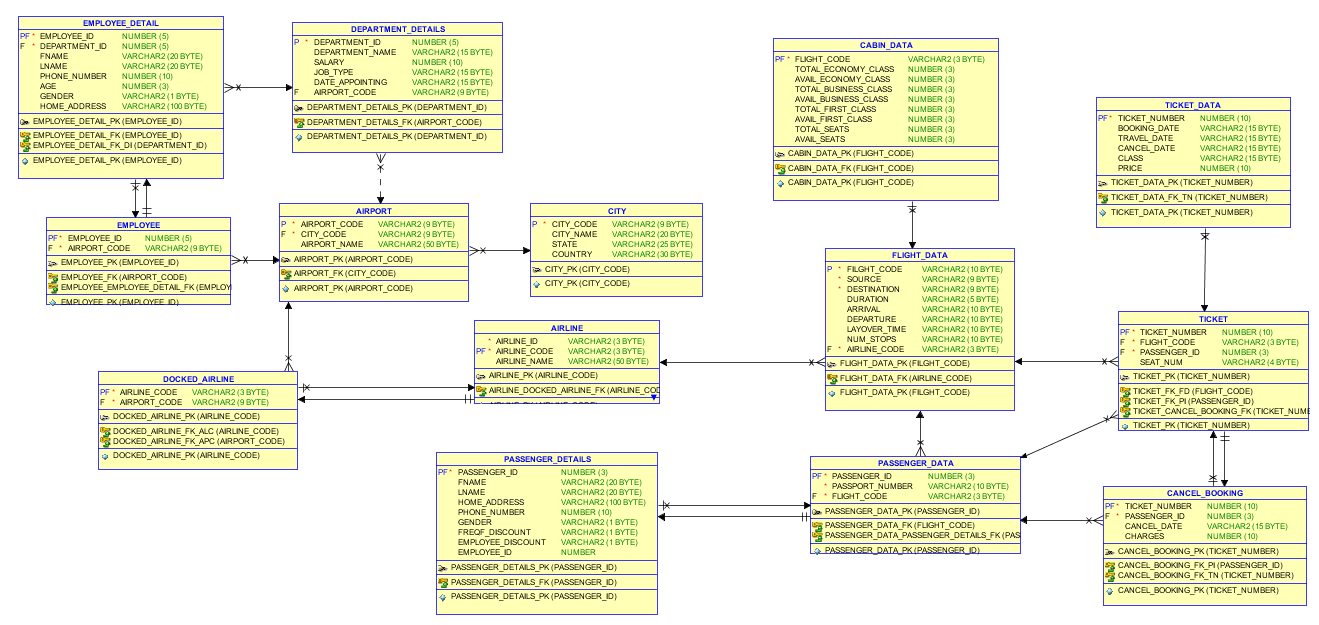 EMPLOYEE_DETAIL
PF * EMPLOYEE_ID NUMBER (5)
F * DEPARTMENT_ID NUMBER (5)
FNAME VARCHAR2 (20 BYTE)
LNAME VARCHAR2 (20 BYTE)
PHONE_NUMBER NUMBER (10)
AGE NUMBER (3)
GENDER VARCHAR2 (1 BYTE)
HOME_ADDRESS VARCHAR2 (100 BYTE)
EMPLOYEE_DETAIL_PK (EMPLOYEE_ID)
EMPLOYEE_DETAIL_FK (EMPLOYEE_ID)
EMPLOYEE_DETAIL_FK_DI (DEPARTMENT_ID)
EMPLOYEE_DETAIL_PK (EMPLOYEE_ID)
DEPARTMENT_DETAILS
P * DEPARTMENT_ID NUMBER (5)
DEPARTMENT_NAME VARCHAR2 (15 BYTE)
SALARY NUMBER (10)
JOB_TYPE VARCHAR2 (15 BYTE)
DATE_APPOINTING VARCHAR2 (15 BYTE)
F AIRPORT_CODE VARCHAR2 (9 BYTE)
DEPARTMENT_DETAILS_PK (DEPARTMENT_ID)
DEPARTMENT_DETAILS_FK (AIRPORT_CODE)
DEPARTMENT_DETAILS_PK (DEPARTMENT_ID)
CABIN_DATA
PF * FLIGHT_CODE VARCHAR2 (3 BYTE)
TOTAL_ECONOMY_CLASS NUMBER (3)
AVAIL_ECONOMY_CLASS NUMBER (3)
TOTAL_BUSINESS_CLASS NUMBER (3)
AVAIL_BUSINESS_CLASS NUMBER (3)
TOTAL_FIRST_CLASS NUMBER (3)
AVAIL_FIRST_CLASS NUMBER (3)
TOTAL_SEATS NUMBER (3)
AVAIL_SEATS NUMBER (3)
CABIN_DATA_PK (FLIGHT_CODE)
CABIN_DATA_FK (FLIGHT_CODE)
CABIN_DATA_PK (FLIGHT_CODE)
TICKET_DATA
PF * TICKET_NUMBER NUMBER (10)
BOOKING_DATE VARCHAR2 (15 BYTE)
TRAVEL_DATE VARCHAR2 (15 BYTE)
CANCEL_DATE VARCHAR2 (15 BYTE)
CLASS VARCHAR2 (15 BYTE)
PRICE NUMBER (10)
TICKET_DATA_PK (TICKET_NUMBER)
TICKET_DATA_FK_TN (TICKET_NUMBER)
TICKET_DATA_PK (TICKET_NUMBER)
EMPLOYEE
PF * EMPLOYEE_ID NUMBER (5)
F * AIRPORT_CODE VARCHAR2 (9 BYTE)
EMPLOYEE_PK (EMPLOYEE_ID)
EMPLOYEE_FK (AIRPORT_CODE)
EMPLOYEE_EMPLOYEE_DETAIL_FK (EMPLOY
EMPLOYEE_PK (EMPLOYEE_ID)
AIRPORT
P * AIRPORT_CODE VARCHAR2 (9 BYTE)
F * CITY_CODE VARCHAR2 (9 BYTE)
AIRPORT_NAME VARCHAR2 (50 BYTE)
AIRPORT_PK (AIRPORT_CODE)
AIRPORT_FK (CITY_CODE)
AIRPORT_PK (AIRPORT_CODE)
CITY
P * CITY_CODE VARCHAR2 (9 BYTE)
CITY_NAME VARCHAR2 (20 BYTE)
STATE VARCHAR2 (25 BYTE)
COUNTRY VARCHAR2 (30 BYTE)
CITY_PK (CITY_CODE)
CITY_PK (CITY_CODE)
FLIGHT_DATA
P * FILGHT_CODE VARCHAR2 (10 BYTE)
* SOURCE VARCHAR2 (9 BYTE)
* DESTINATION VARCHAR2 (9 BYTE)
DURATION VARCHAR2 (5 BYTE)
ARRIVAL VARCHAR2 (10 BYTE)
DEPARTURE VARCHAR2 (10 BYTE)
LAYOVER_TIME VARCHAR2 (10 BYTE)
NUM_STOPS VARCHAR2 (10 BYTE)
F * AIRLINE_CODE VARCHAR2 (3 BYTE)
FLIGHT_DATA_PK (FILGHT_CODE)
FLIGHT_DATA_FK (AIRLINE_CODE)
FLIGHT_DATA_PK (FILGHT_CODE)
TICKET
PF * TICKET_NUMBER NUMBER (10)
F * FLIGHT_CODE VARCHAR2 (3 BYTE)
F * PASSENGER_ID NUMBER (3)
SEAT_NUM VARCHAR2 (4 BYTE)
TICKET_PK (TICKET_NUMBER)
TICKET_FK_FD (FLIGHT_CODE)
TICKET_FK_PI (PASSENGER_ID)
TICKET_CANCEL_BOOKING_FK (TICKET_NUME
TICKET_PK (TICKET_NUMBER)
AIRLINE
* AIRLINE_ID VARCHAR2 (3 BYTE)
PF * AIRLINE_CODE VARCHAR2 (3 BYTE)
AIRLINE_NAME VARCHAR2 (50 BYTE)
AIRLINE_PK (AIRLINE_CODE)
AIRLINE_DOCKED_AIRLINE_FK (AIRLINE_COD
DOCKED_AIRLINE
PF * AIRLINE_CODE VARCHAR2 (3 BYTE)
F * AIRPORT_CODE VARCHAR2 (9 BYTE)
DOCKED_AIRLINE_PK (AIRLINE_CODE)
DOCKED_AIRLINE_FK_ALC (AIRLINE_CODE)
DOCKED_AIRLINE_FK_APC (AIRPORT_CODE)
DOCKED_AIRLINE_PK (AIRLINE_CODE)
PASSENGER_DETAILS
PF * PASSENGER_ID NUMBER (3)
FNAME VARCHAR2 (20 BYTE)
LNAME VARCHAR2 (20 BYTE)
HOME_ADDRESS VARCHAR2 (100 BYTE)
PHONE_NUMBER NUMBER (10)
GENDER VARCHAR2 (1 BYTE)
FREQF_DISCOUNT VARCHAR2 (1 BYTE)
EMPLOYEE_DISCOUNT VARCHAR2 (1 BYTE)
EMPLOYEE_ID NUMBER
PASSENGER_DETAILS_PK (PASSENGER_ID)
PASSENGER_DETAILS_FK (PASSENGER_ID)
PASSENGER_DETAILS_PK (PASSENGER_ID)
PASSENGER_DATA
PF * PASSENGER_ID NUMBER (3)
* PASSPORT_NUMBER VARCHAR2 (10 BYTE)
F * FLIGHT_CODE VARCHAR2 (3 BYTE)
PASSENGER_DATA_PK (PASSENGER_ID)
PASSENGER_DATA_FK (FLIGHT_CODE)
PASSENGER_DATA_PASSENGER_DETAILS_FK (PAS
PASSENGER_DATA_PK (PASSENGER_ID)
CANCEL_BOOKING
PF * TICKET_NUMBER NUMBER (10)
F * PASSENGER_ID NUMBER (3)
CANCEL_DATE VARCHAR2 (15 BYTE)
CHARGES NUMBER (10)
CANCEL_BOOKING_PK (TICKET_NUMBER)
CANCEL_BOOKING_FK_PI (PASSENGER_ID)
CANCEL_BOOKING_FK_TN (TICKET_NUMBER)
CANCEL_BOOKING_PK (TICKET_NUMBER)